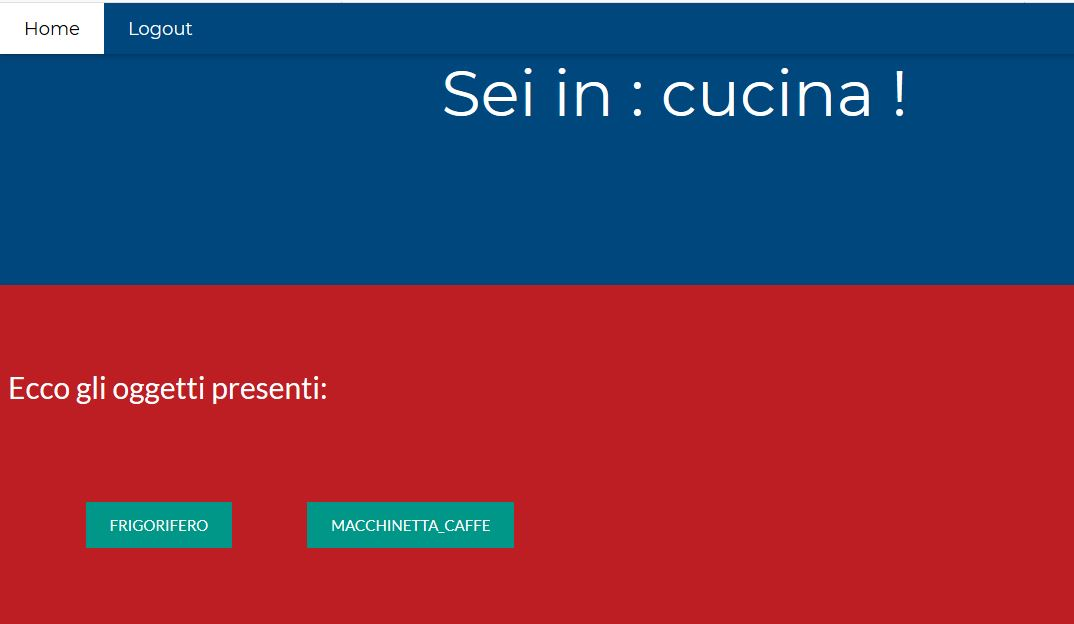 Home Logout
Sei in : cucina !
Ecco gli oggetti presenti:
FRIGORIFERO MACCHINETTA_CAFFE